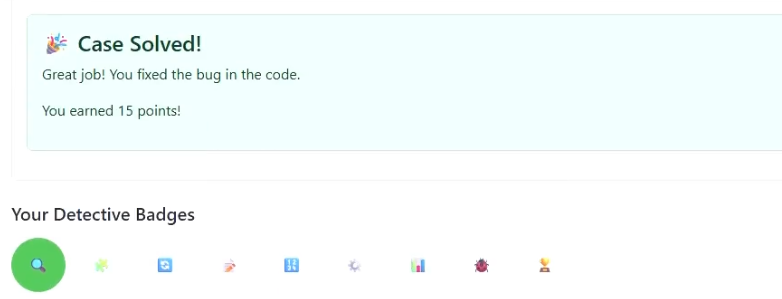 Case Solved!
Great job! You fixed the bug in the code.
You earned 15 points!
Your Detective Badges